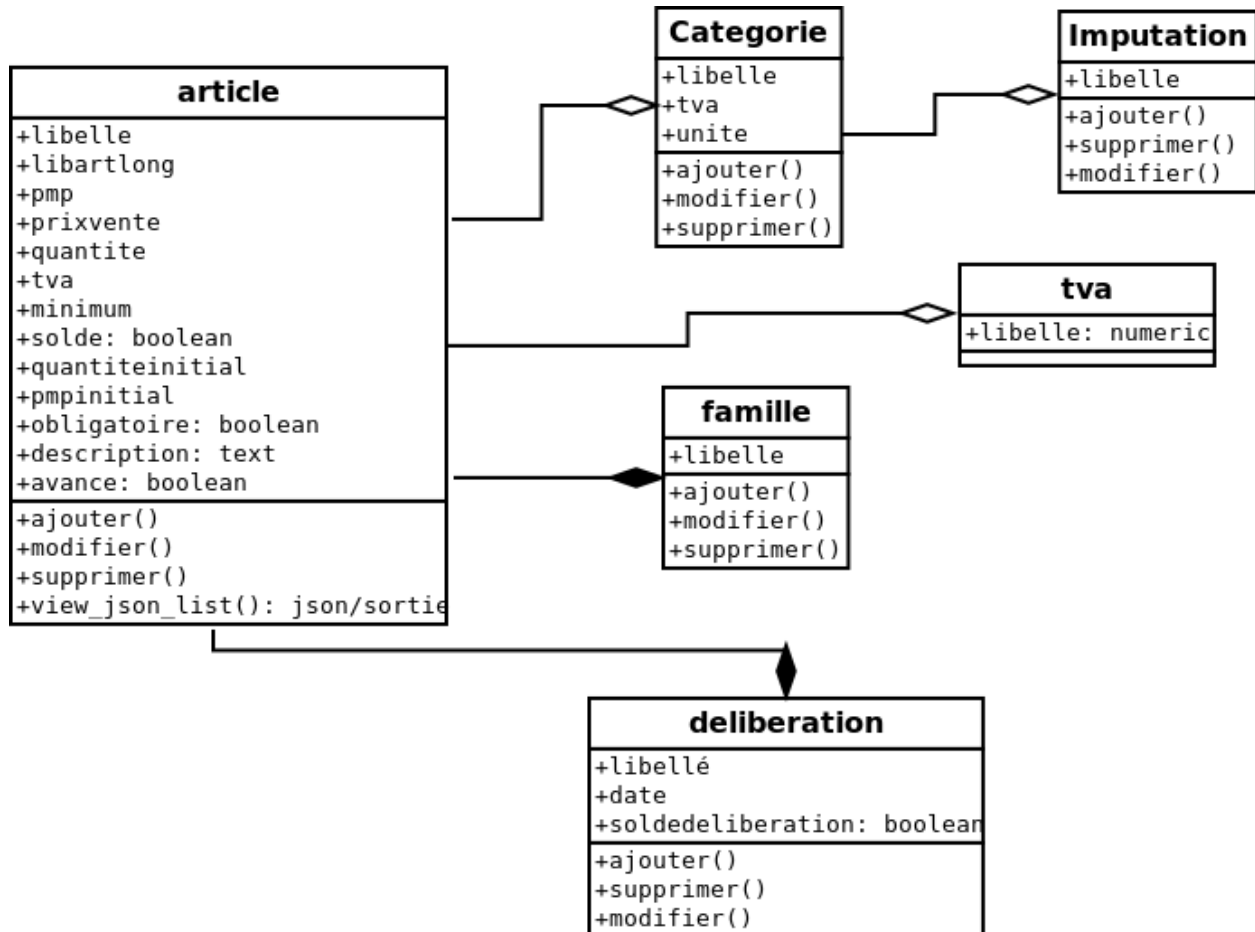 article
+libelle
+libartlong
+pmp
+prixvente
+quantite
+tva
+minimum
+solde: boolean
+quantiteinitial
+pmpinitial
+obligatoire: boolean
+description: text
+avance: boolean
+ajouter()
+modifier()
+supprimer()
+view_json_list(): json/sortie
Categorie
+libelle
+tva
+unite
+ajouter()
+modifier()
+supprimer()
Imputation
+libelle
+ajouter()
+supprimer()
+modifier()
tva
+libelle: numeric
famille
+libelle
+ajouter()
+modifier()
+supprimer()
deliberation
+libellé
+date
+soldedeliberation: boolean
+ajouter()
+supprimer()
+modifier()